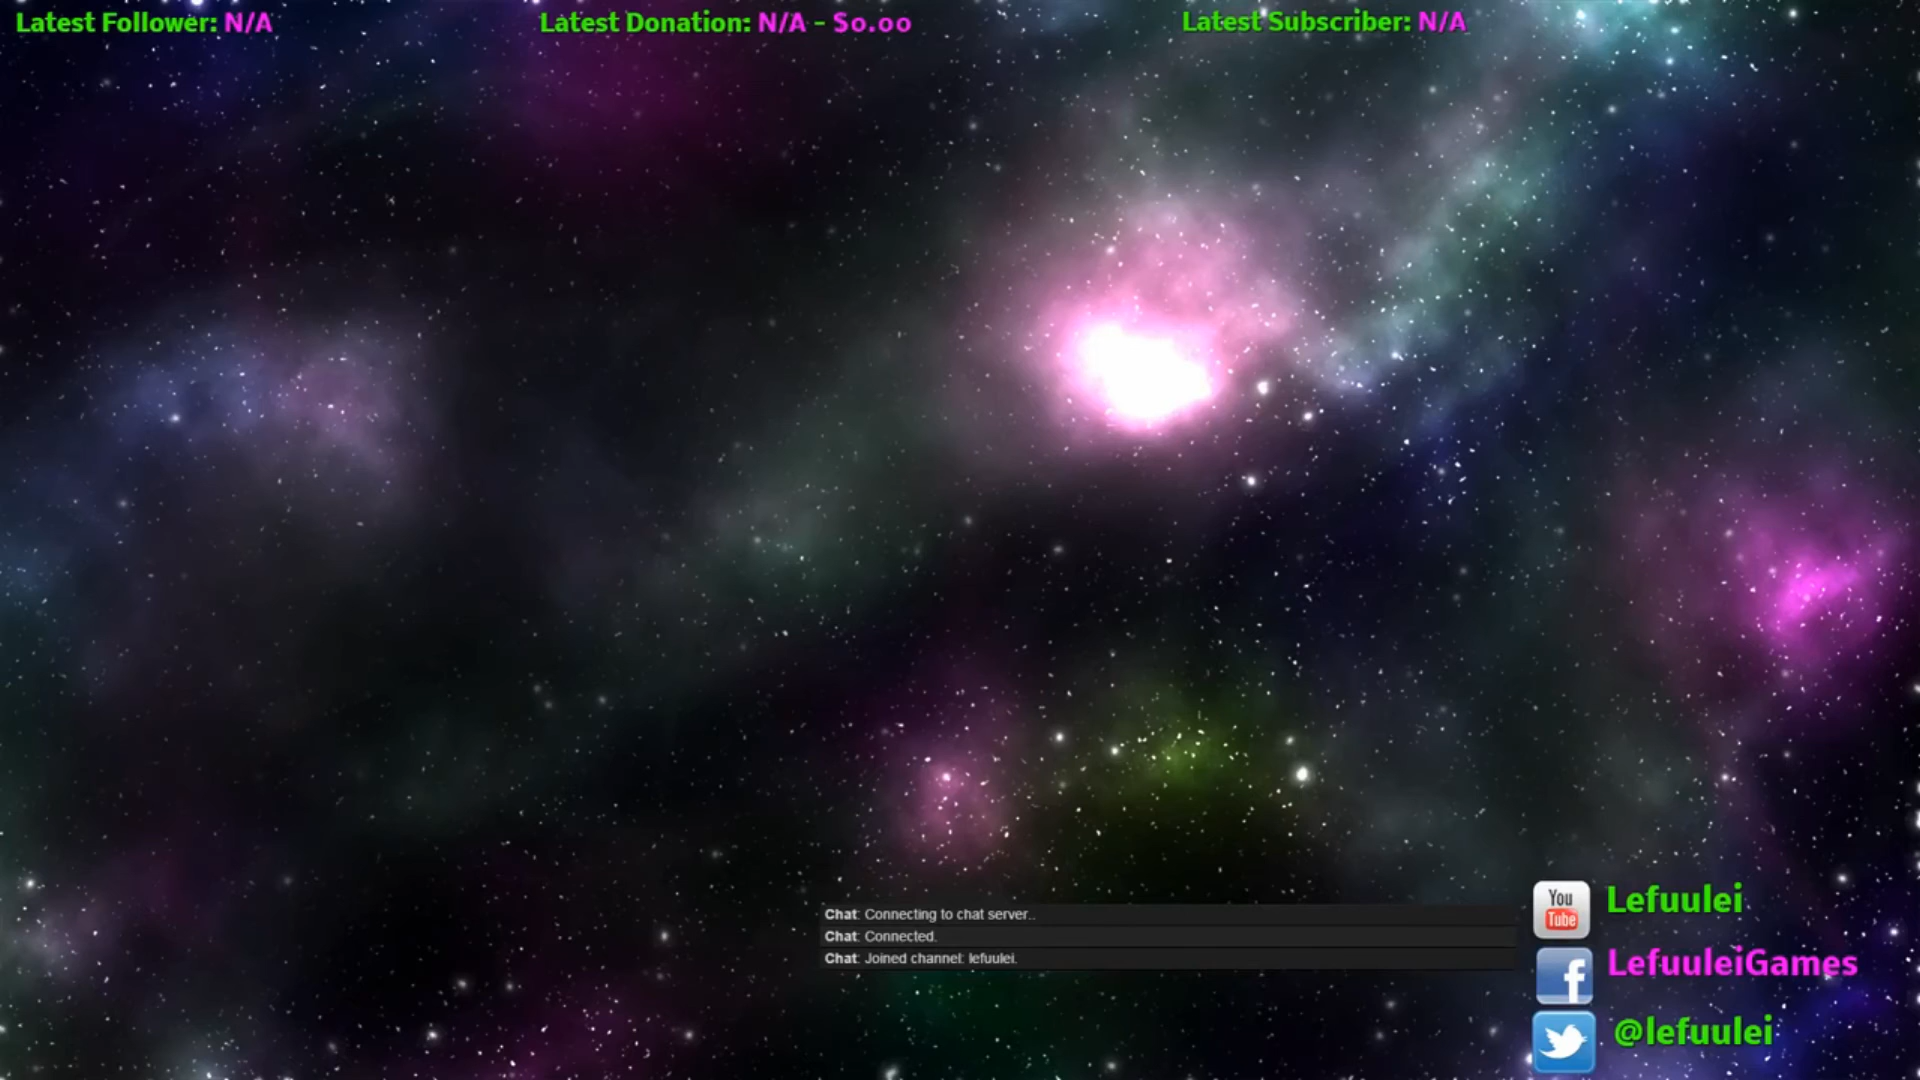 Latest Follower: N/A
Latest Donation: N/A - $0.00
Latest Subscriber: N/A
Chat: Connecting to chat server..
Chat: Connected.
Chat: Joined channel: lefuulei.
You Tube
Lefuulei
f
LefuuleiGames
@lefuulei